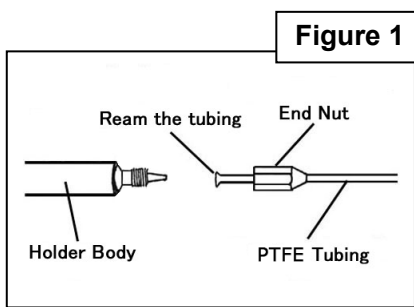 Figure 1
Ream the tubing
End Nut
Holder Body
PTFE Tubing